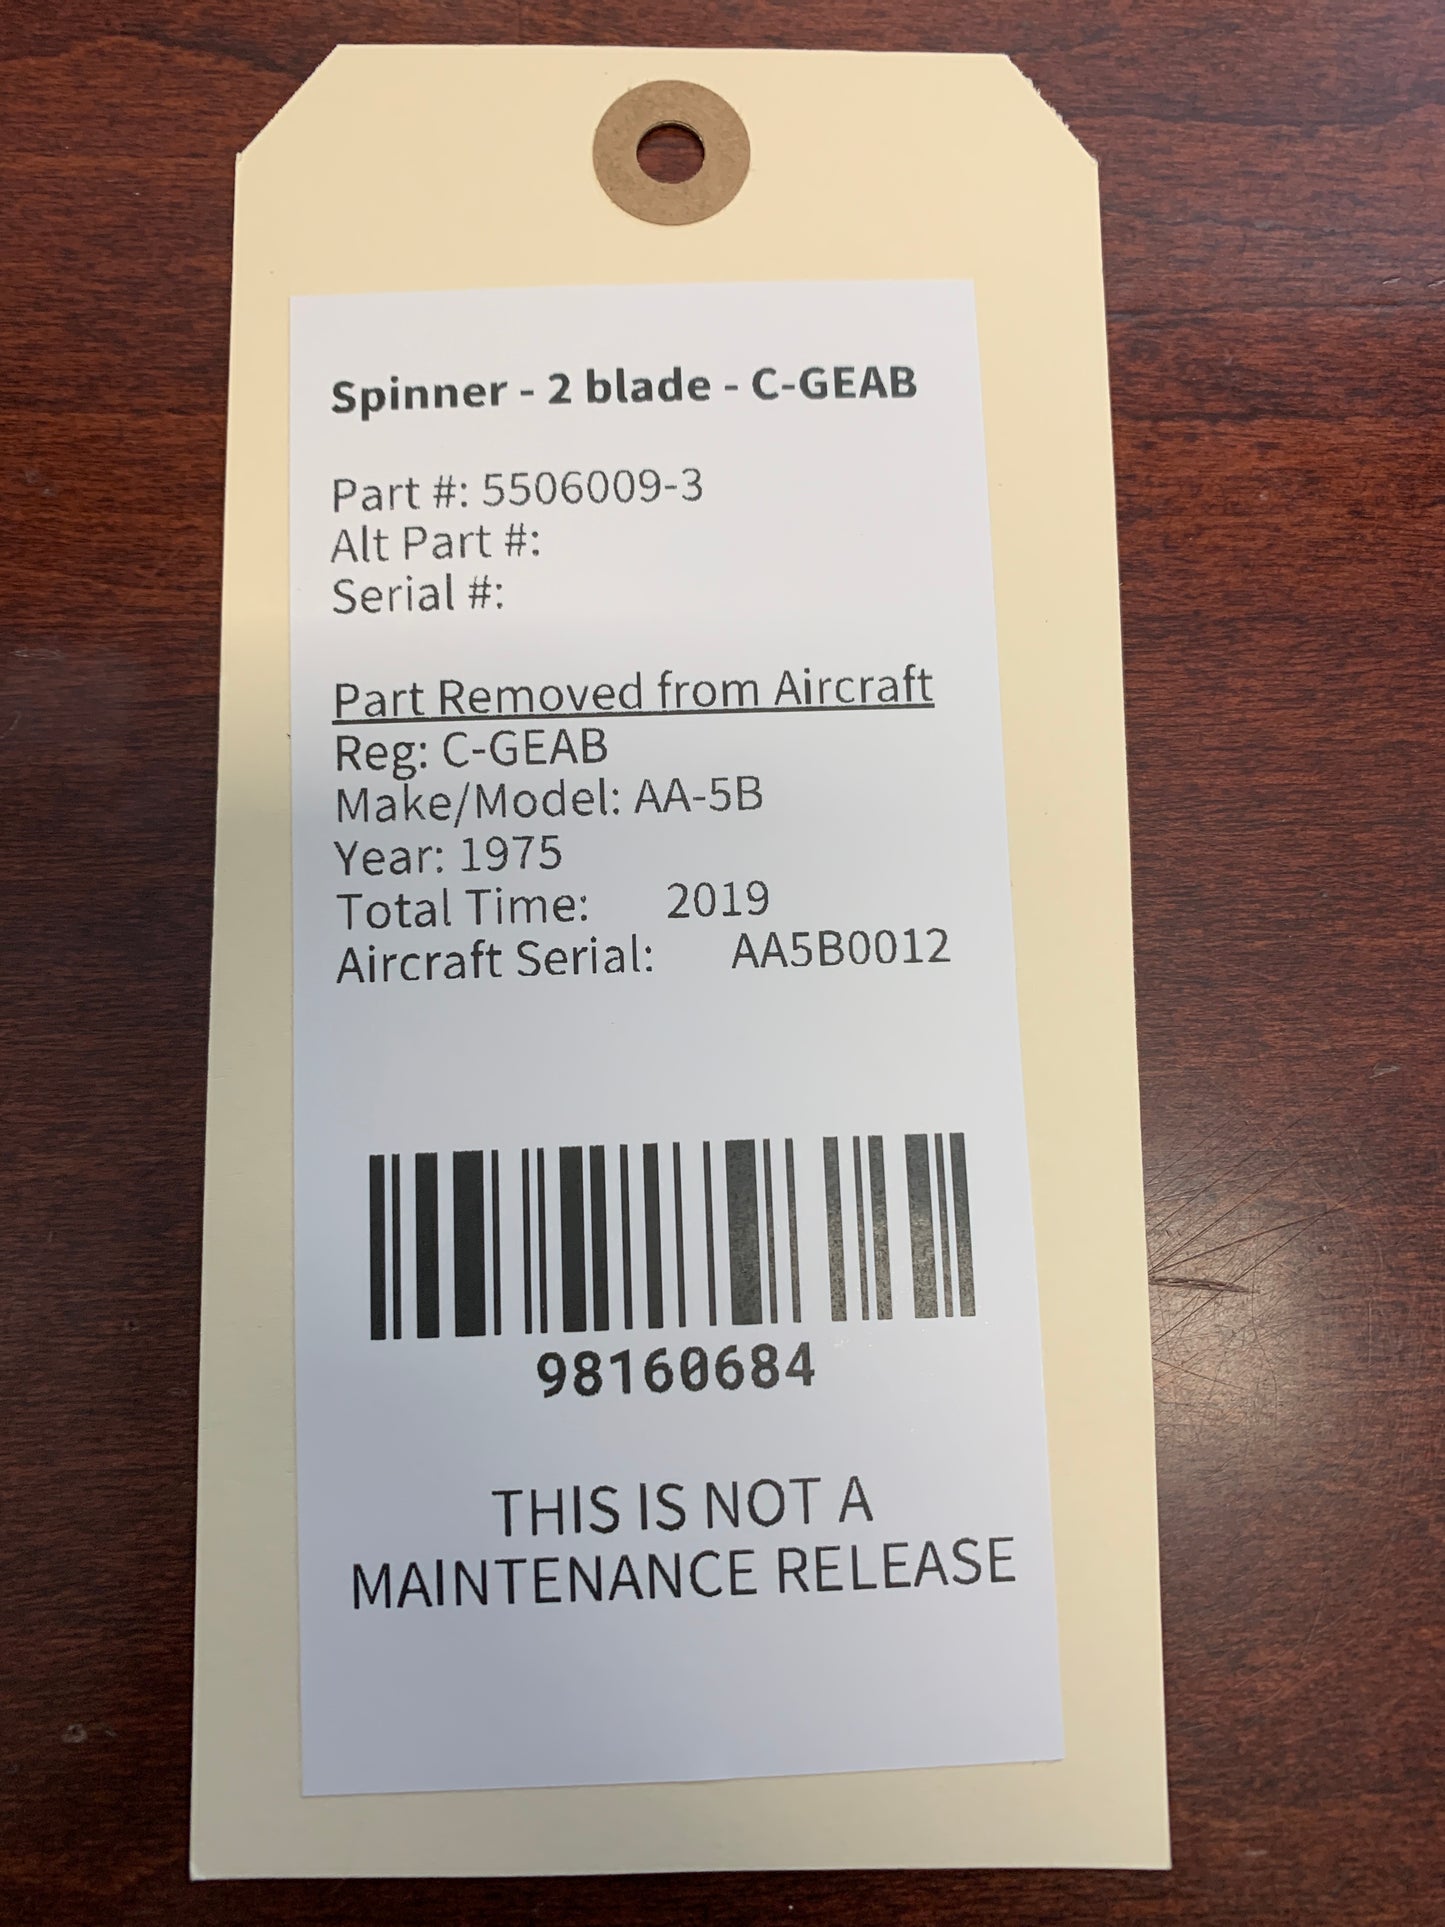 Spinner - 2 blade - C-GEAB
Part #: 5506009-3
Alt Part #:
Serial #:
Part Removed from Aircraft
Reg: C-GEAB
Make/Model: AA-5B
Year: 1975
Total Time: 2019
Aircraft Serial: AA5B0012
98160684
THIS IS NOT A
MAINTENANCE RELEASE